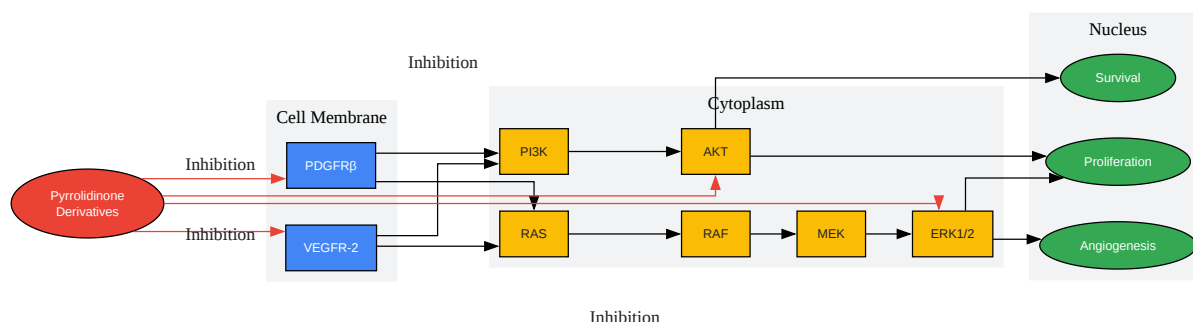 Nucleus
Inhibition
Survival
Cytoplasm
Cell Membrane
PI3K
AKT
Proliferation
Inhibition
PDGFRβ
Pyrrolidinone
Derivatives
Inhibition
VEGFR-2
RAS
RAF
MEK
ERK1/2
Angiogenesis
Inhibition